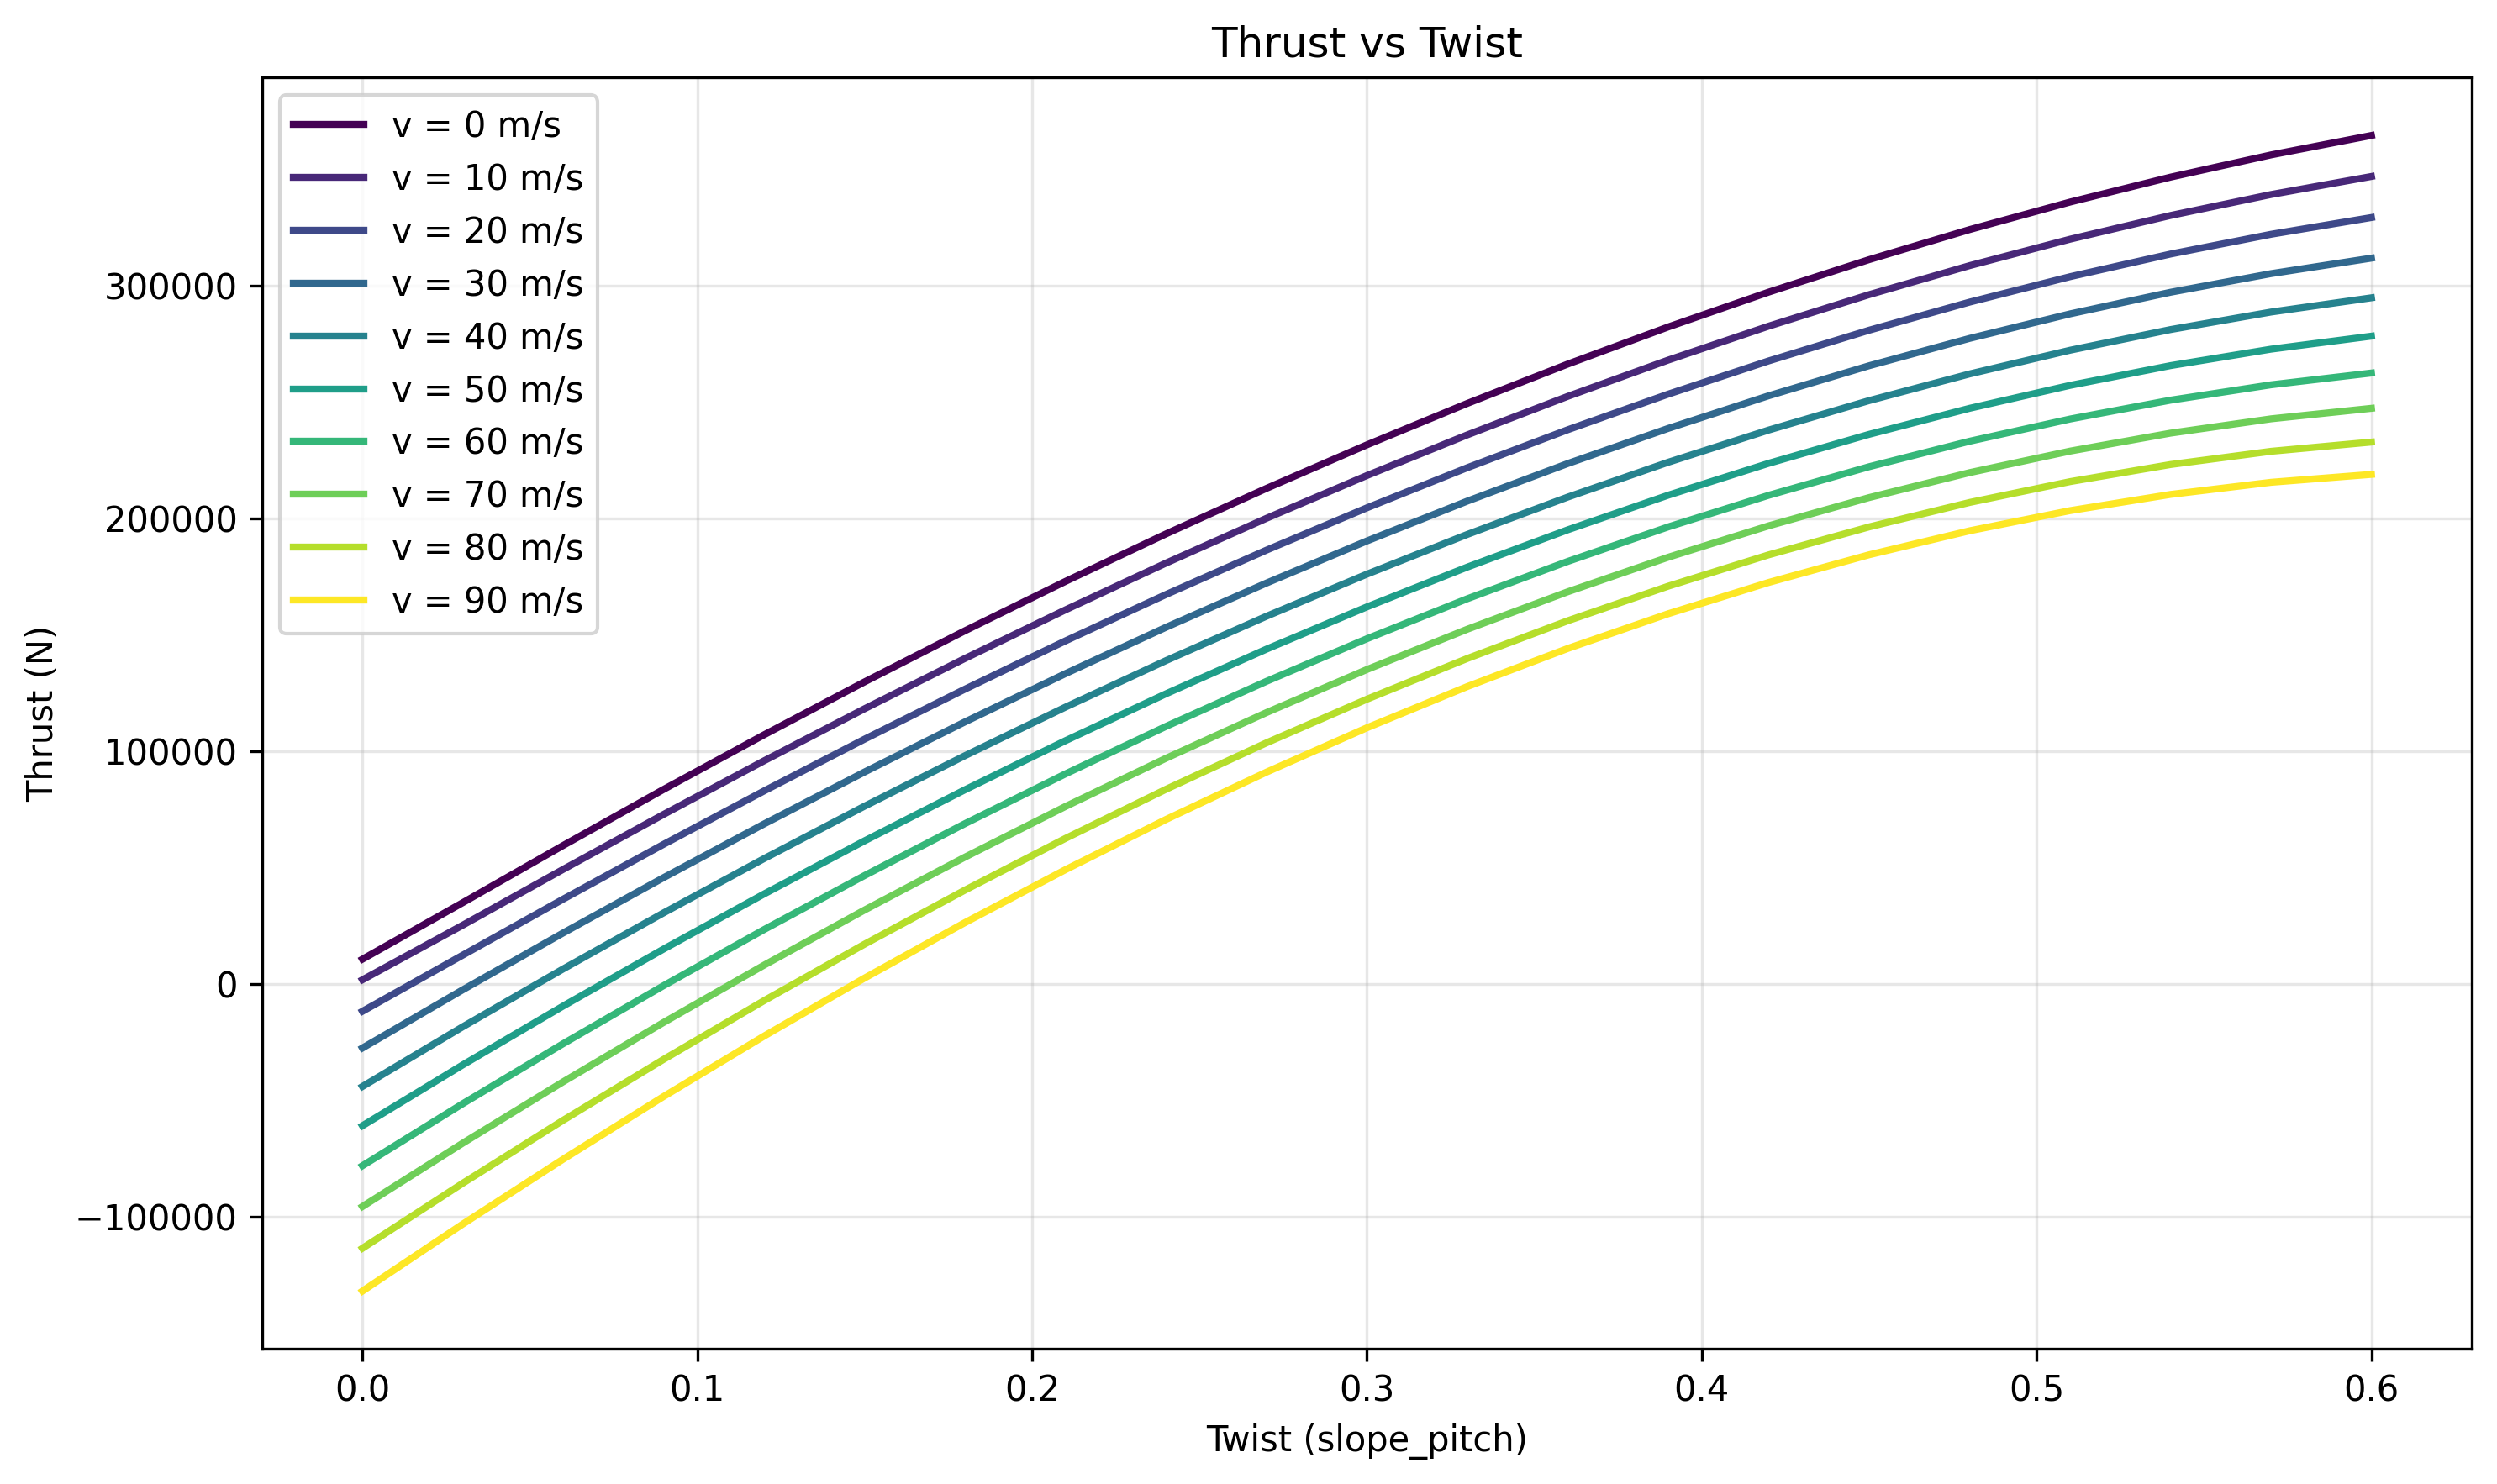 Thrust vs Twist
v = 0 m/s
v = 10 m/s
v = 20 m/s
v = 30 m/s
v = 40 m/s
v = 50 m/s
v = 60 m/s
v = 70 m/s
v = 80 m/s
v = 90 m/s
Thrust (N)
300000
200000
100000
0
−100000
0.0 0.1 0.2 0.3 0.4 0.5 0.6
Twist (slope_pitch)